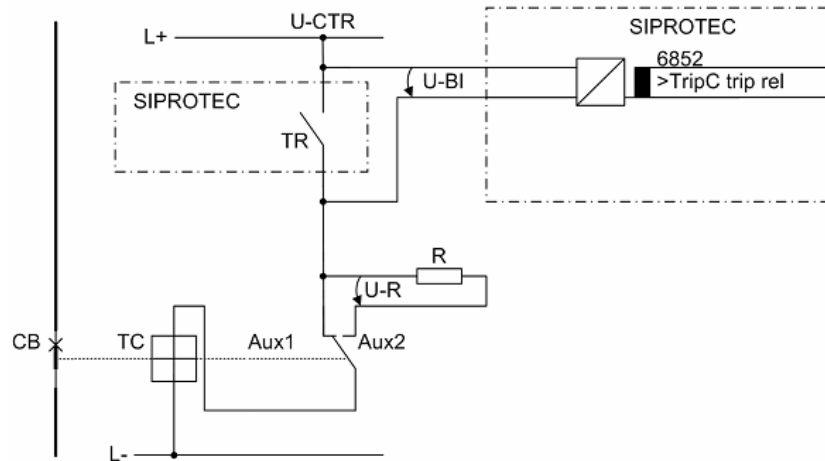 U-CTR
L+
SIPROTEC
6852
U-BI
>TripC trip rel
SIPROTEC
TR
R
U-R
CB
TC
Aux1
Aux2
L-